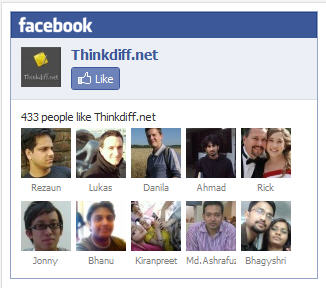 facebook
Thinkdiff.net
Thinkdiff.net
Like
433 people like Thinkdiff.net
Rezaun Lukas Danila Ahmad Rick
Jonny Bhanu Kiranpreet Md.Ashrafuz Bhagyshri